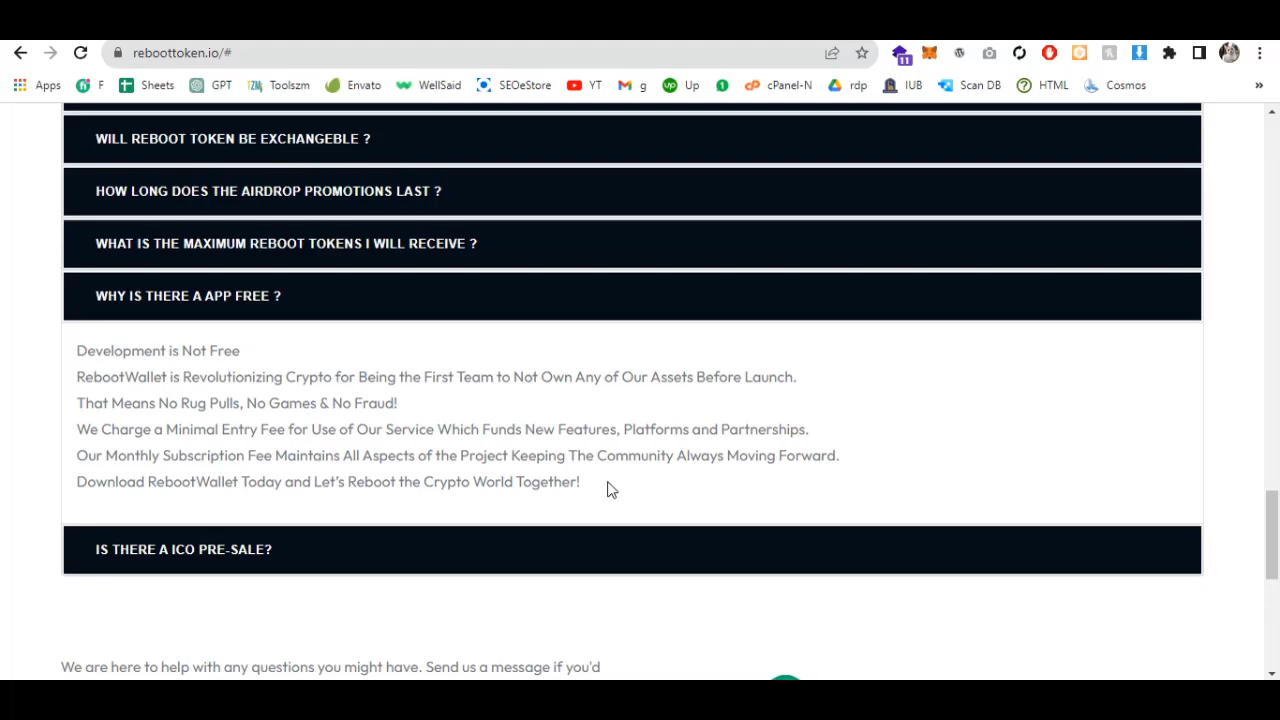 reboottoken.io/#
11
Apps
F
Sheets
GPT
Toolszm
Envato
WellSaid
SEOeStore
YT
g
Up
cPanel-N
rdp
IUB
Scan DB
HTML
Cosmos
»
WILL REBOOT TOKEN BE EXCHANGEBLE ?
HOW LONG DOES THE AIRDROP PROMOTIONS LAST ?
WHAT IS THE MAXIMUM REBOOT TOKENS I WILL RECEIVE ?
WHY IS THERE A APP FREE ?
Development is Not Free
RebootWallet is Revolutionizing Crypto for Being the First Team to Not Own Any of Our Assets Before Launch.
That Means No Rug Pulls, No Games & No Fraud!
We Charge a Minimal Entry Fee for Use of Our Service Which Funds New Features, Platforms and Partnerships.
Our Monthly Subscription Fee Maintains All Aspects of the Project Keeping The Community Always Moving Forward.
Download RebootWallet Today and Let's Reboot the Crypto World Together!
IS THERE A ICO PRE-SALE?
We are here to help with any questions you might have. Send us a message if you'd